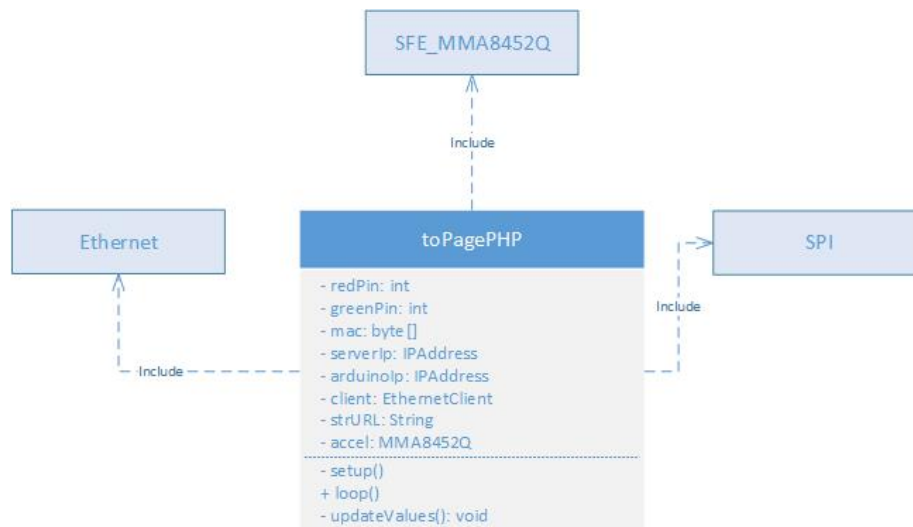 SFE_MMA8452Q
Include
Ethernet
toPagePHP
SPI
- redPin: int
- greenPin: int
- mac: byte[]
- serverIp: IPAddress
- arduinoIp: IPAddress
- client: EthernetClient
- strURL: String
- accel: MMA8452Q
Include
Include
- setup()
+ loop()
- updateValues(): void